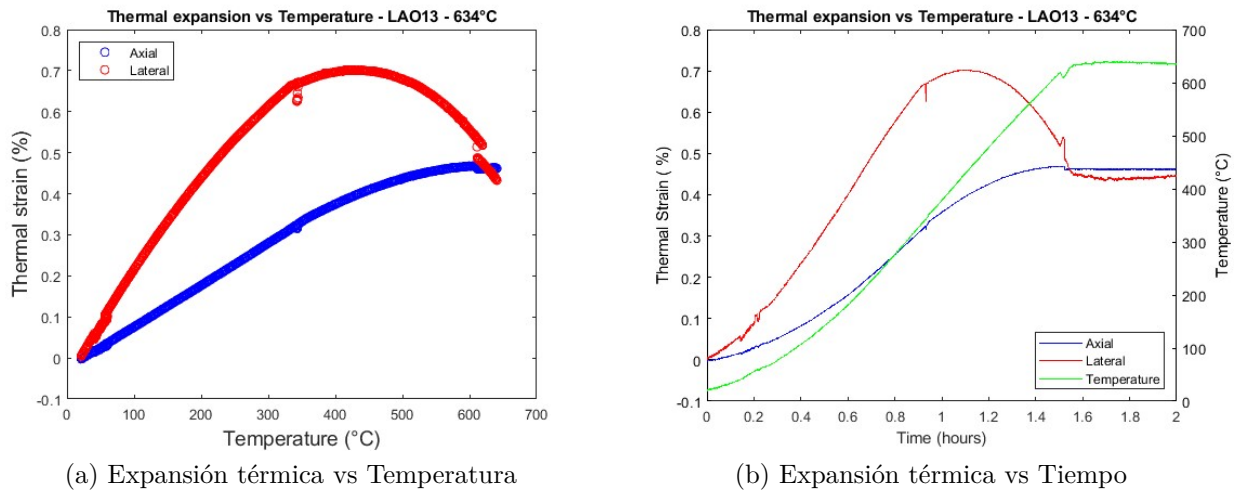 Thermal expansion vs Temperature - LAO13 - 634°C
0.8
0.7
0.6
0.5
0.4
0.3
0.2
0.1
0
-0.1
Thermal strain (%)
Axial
Lateral
0 100 200 300 400 500 600 700
Temperature (°C)
(a) Expansión térmica vs Temperatura
Thermal expansion vs Temperature - LAO13 - 634°C
0.8
0.7
0.6
0.5
0.4
0.3
0.2
0.1
0
-0.1
Thermal Strain (%)
700
600
500
400
300
200
100
0
Temperature (°C)
Axial
Lateral
Temperature
0 0.2 0.4 0.6 0.8 1 1.2 1.4 1.6 1.8 2
Time (hours)
(b) Expansión térmica vs Tiempo